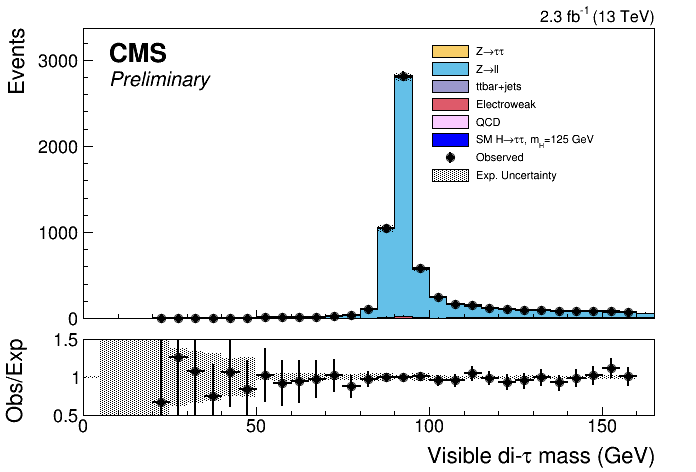 2.3 fb⁻¹ (13 TeV)
CMS
Preliminary
Events
3000
2000
1000
0
Z→ττ
Z→ll
ttbar+jets
Electroweak
QCD
SM H→ττ, m_H=125 GeV
Observed
Exp. Uncertainty
Obs/Exp
1.5
1
0.5
0 50 100 150
Visible di-τ mass (GeV)